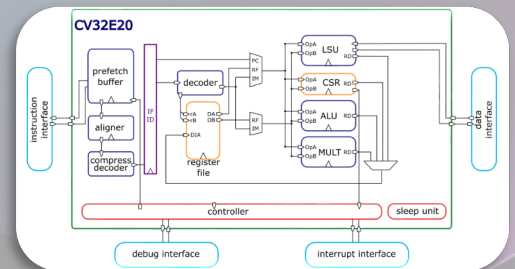 CV32E20
prefetch
buffer
aligner
compress
decoder
instruction
interface
IF
ID
decoder
rA
rB
DIA
DA
DB
register
file
PC
RF
IM
RF
IM
OpA
OpB
LSU
RD
OpA
OpB
CSR
RD
OpA
OpB
ALU
RD
OpA
OpB
MULT
RD
data
interface
controller
sleep unit
debug interface
interrupt interface